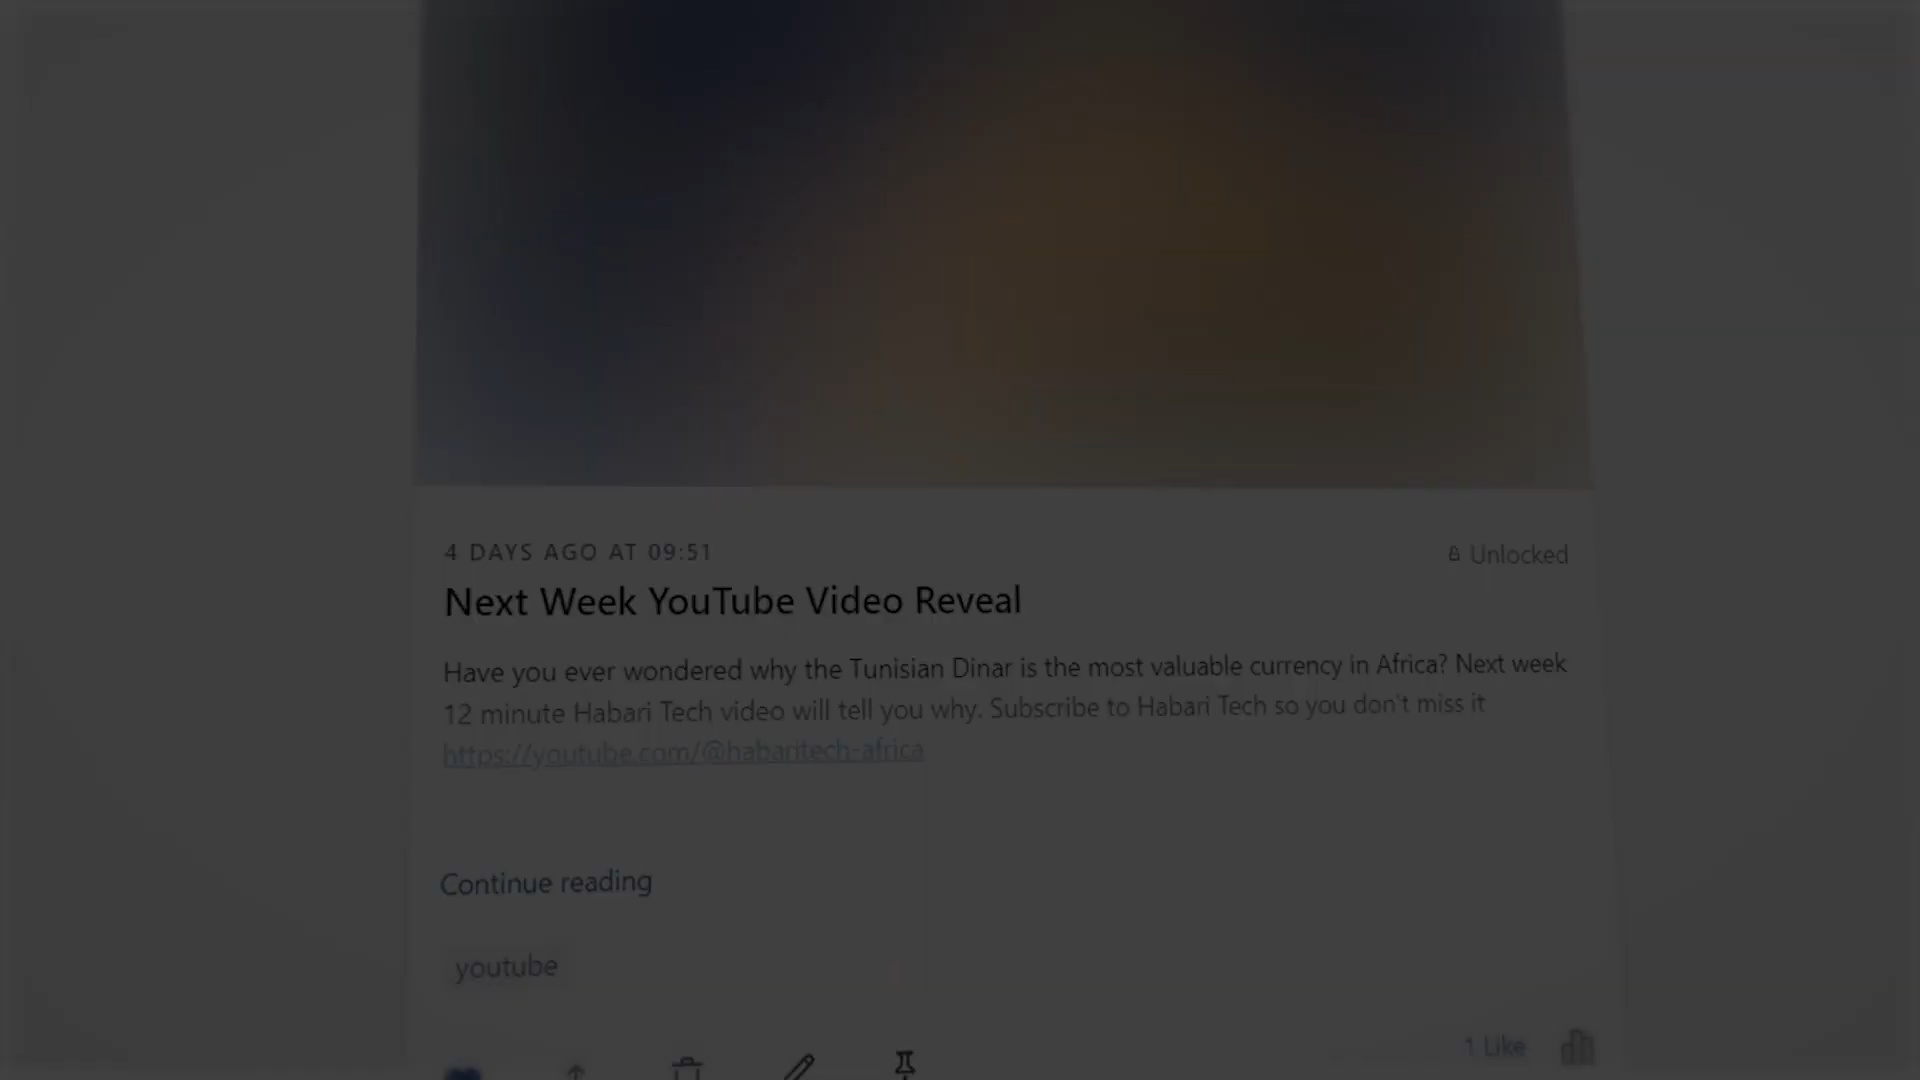 4 DAYS AGO AT 09:51
Unlocked
Next Week YouTube Video Reveal
Have you ever wondered why the Tunisian Dinar is the most valuable currency in Africa? Next week
12 minute Habari Tech video will tell you why. Subscribe to Habari Tech so you don't miss it
https://youtube.com/@habaritech-africa
Continue reading
youtube
1 Like